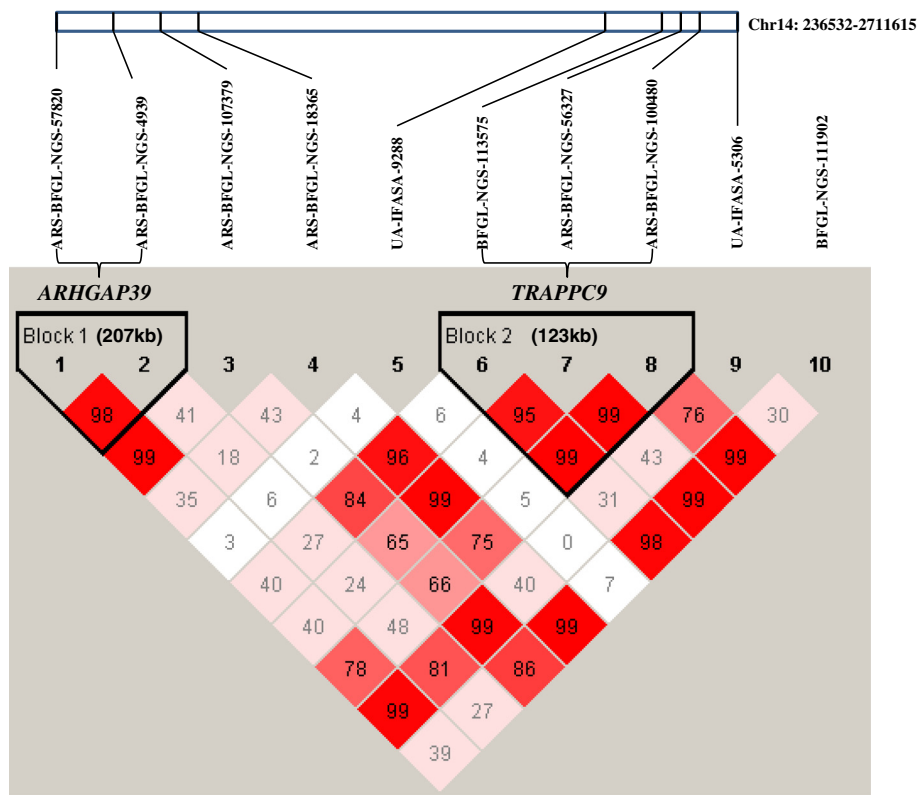 Chr14: 236532-2711615
ARS-BFGL-NGS-57820
ARS-BFGL-NGS-4939
ARS-BFGL-NGS-107379
ARS-BFGL-NGS-18365
UA-IFASA-9288
BFGL-NGS-113575
ARS-BFGL-NGS-56327
ARS-BFGL-NGS-100480
UA-IFASA-5306
BFGL-NGS-111902
ARHGAP39 TRAPPC9
Block 1 (207kb) Block 2 (123kb)
1 2 3 4 5 6 7 8 9 10
98 41 43 4 6 95 99 76 30
99 18 2 96 4 99 43 99
35 6 84 99 5 31 99
3 27 65 75 0 98
40 24 66 40 7
40 48 99 99
78 81 86
99 27
39